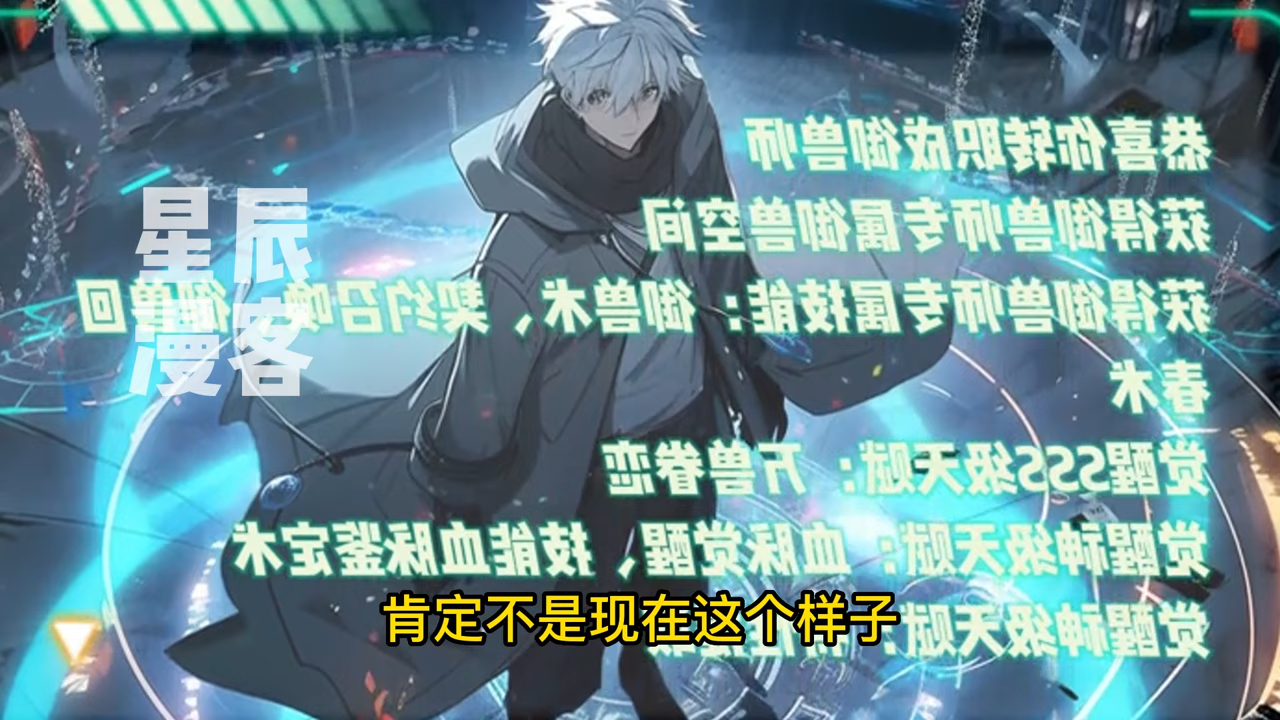 星辰
漫客
恭喜你转职成御兽师
获得御兽师专属御兽空间
获得御兽师专属技能：御兽术、契约召唤、御兽回
春术
觉醒SSS级天赋：万兽眷恋
觉醒神级天赋：血脉觉醒，技能血脉鉴定术
觉醒神级天赋：
肯定不是现在这个样子